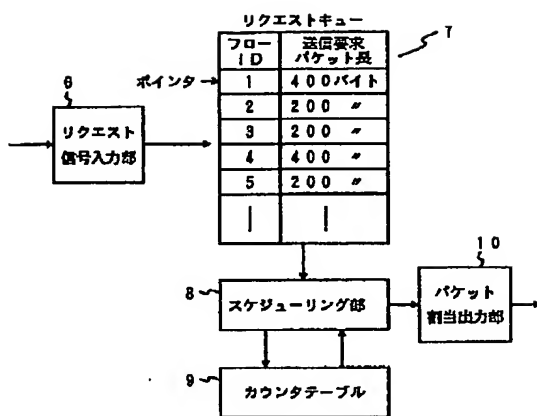 リクエストキュー
7
フロー
ID
送信要求
パケット長
ポインタ
1 400バイト
2 200 〃
3 200 〃
4 400 〃
5 200 〃
6
リクエスト
信号入力部
8
スケジューリング部
10
パケット
割当出力部
9
カウンタテーブル